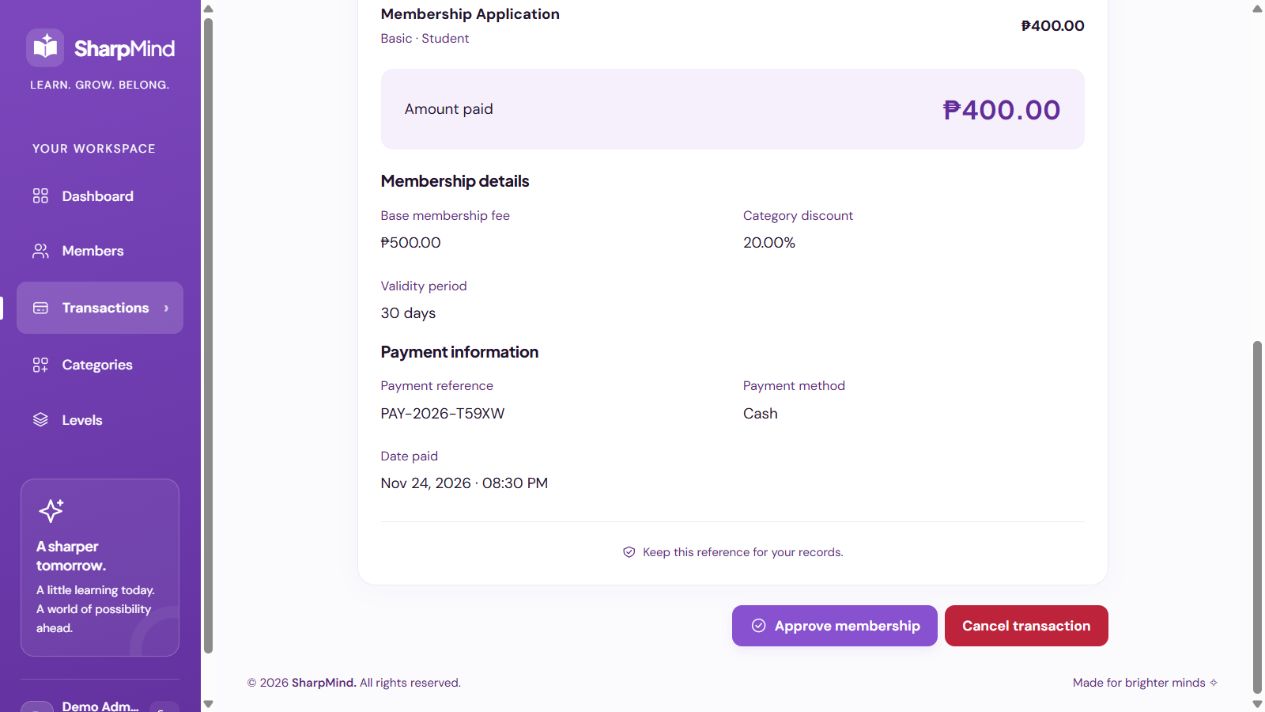 SharpMind
LEARN. GROW. BELONG.
YOUR WORKSPACE
Dashboard
Members
Transactions ›
Categories
Levels
A sharper
tomorrow.
A little learning today.
A world of possibility
ahead.
Demo Adm...
Membership Application
Basic · Student
₱400.00
Amount paid
₱400.00
Membership details
Base membership fee
₱500.00
Category discount
20.00%
Validity period
30 days
Payment information
Payment reference
PAY-2026-T59XW
Payment method
Cash
Date paid
Nov 24, 2026 · 08:30 PM
Keep this reference for your records.
Approve membership
Cancel transaction
© 2026 SharpMind. All rights reserved.
Made for brighter minds ✧